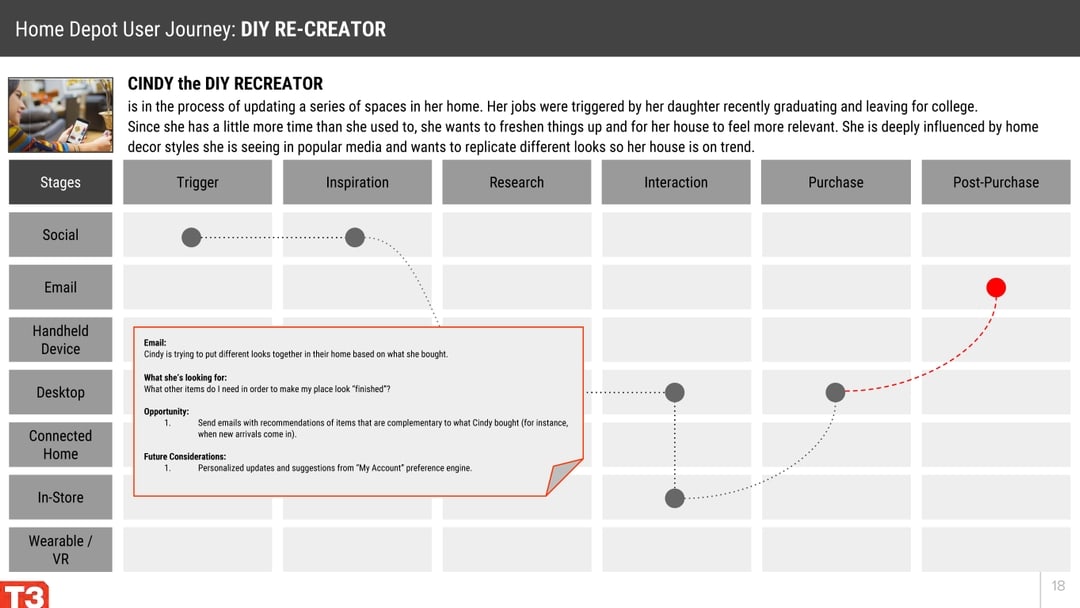 Home Depot User Journey: DIY RE-CREATOR
CINDY the DIY RECREATOR
is in the process of updating a series of spaces in her home. Her jobs were triggered by her daughter recently graduating and leaving for college.
Since she has a little more time than she used to, she wants to freshen things up and for her house to feel more relevant. She is deeply influenced by home
decor styles she is seeing in popular media and wants to replicate different looks so her house is on trend.
Stages
Trigger
Inspiration
Research
Interaction
Purchase
Post-Purchase
Social
Email
Handheld
Device
Desktop
Connected
Home
In-Store
Wearable /
VR
Email:
Cindy is trying to put different looks together in their home based on what she bought.
What she's looking for:
What other items do I need in order to make my place look "finished"?
Opportunity:
1. Send emails with recommendations of items that are complementary to what Cindy bought (for instance,
when new arrivals come in).
Future Considerations:
1. Personalized updates and suggestions from "My Account" preference engine.
T3
18